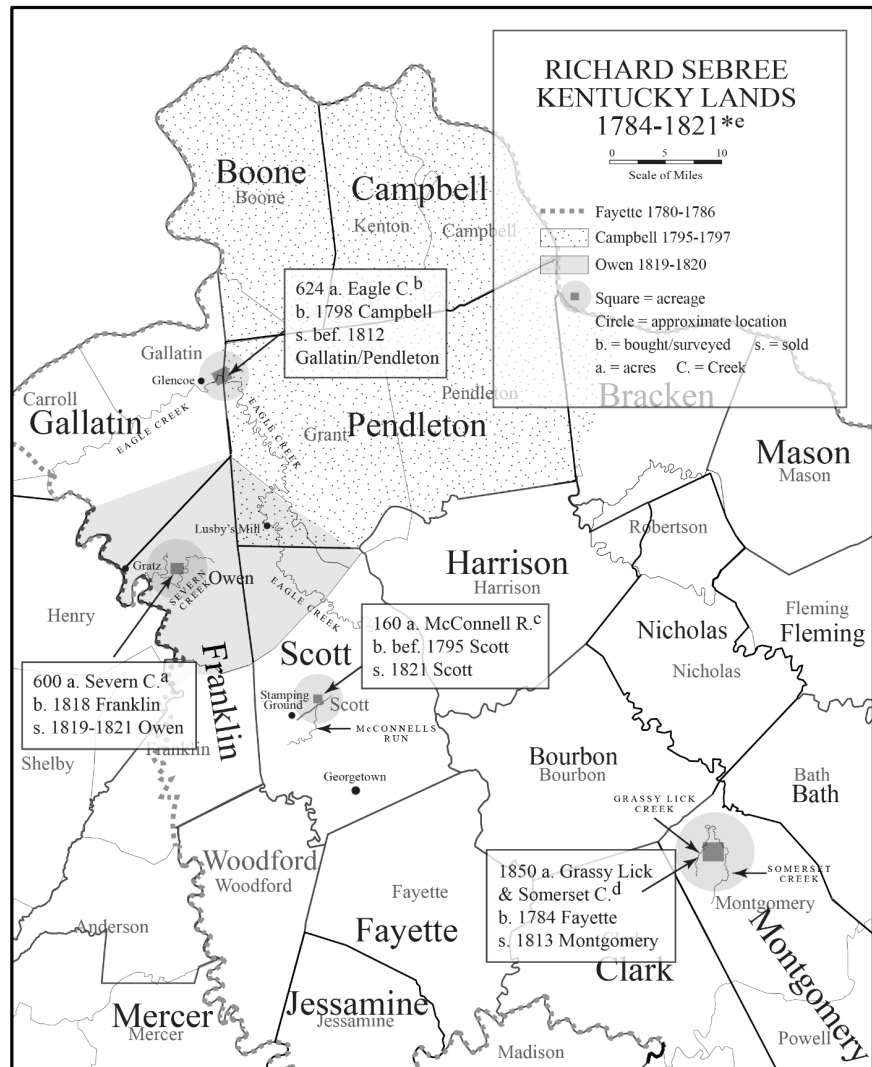 RICHARD SEBREE
KENTUCKY LANDS
1784-1821*e
0 5 10
Scale of Miles
Fayette 1780-1786
Campbell 1795-1797
Owen 1819-1820
Square = acreage
Circle = approximate location
b. = bought/surveyed s. = sold
a. = acres C. = Creek
Boone
Boone
Campbell
Kenton
Campbell
624 a. Eagle C.b
b. 1798 Campbell
s. bef. 1812
Gallatin/Pendleton
Gallatin
Glencoe
Carroll
Gallatin
EAGLE CREEK
EAGLE CREEK
Grant
Pendleton
Pendleton
Bracken
Mason
Mason
Lusby's Mill
Robertson
Gratz
SEVERN CREEK
Owen
EAGLE CREEK
Harrison
Harrison
Henry
Fleming
Fleming
Nicholas
Nicholas
160 a. McConnell R.c
b. bef. 1795 Scott
s. 1821 Scott
Scott
Franklin
600 a. Severn C.a
b. 1818 Franklin
s. 1819-1821 Owen
Stamping
Ground
Scott
McCONNELLS
RUN
Franklin
Shelby
Georgetown
Bourbon
Bourbon
Bath
Bath
GRASSY LICK
CREEK
Woodford
Woodford
1850 a. Grassy Lick
& Somerset C.d
b. 1784 Fayette
s. 1813 Montgomery
SOMERSET
CREEK
Fayette
Fayette
Montgomery
Montgomery
Anderson
Clark
Clark
Mercer
Mercer
Jessamine
Jessamine
Madison
Powell